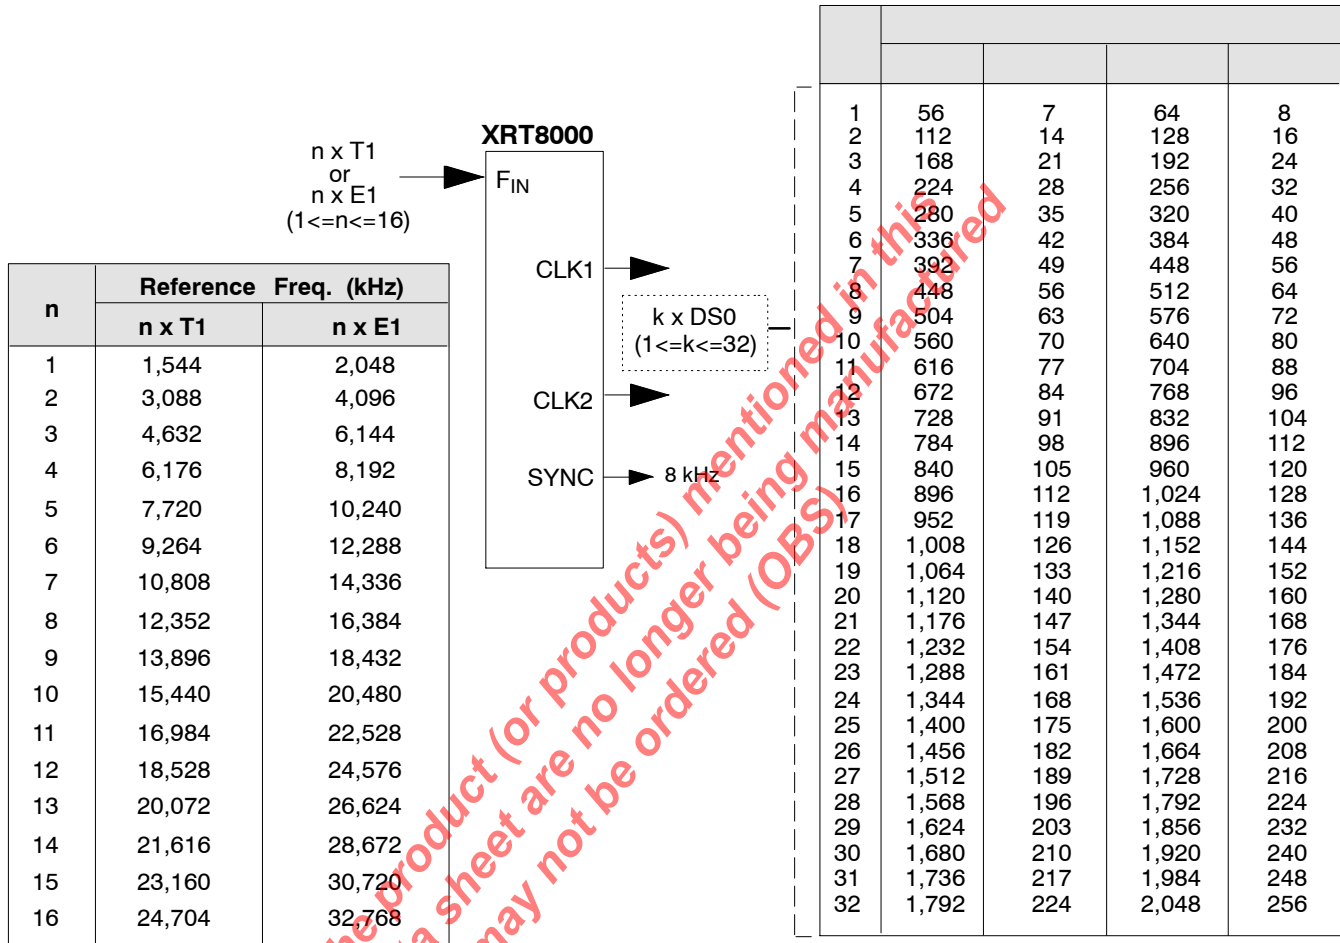 XRT8000
n x T1
or
n x E1
(1<=n<=16)
FIN
CLK1
k x DS0
(1<=k<=32)
CLK2
SYNC
8 kHz
n Reference Freq. (kHz)
n x T1 n x E1
1 1,544 2,048
2 3,088 4,096
3 4,632 6,144
4 6,176 8,192
5 7,720 10,240
6 9,264 12,288
7 10,808 14,336
8 12,352 16,384
9 13,896 18,432
10 15,440 20,480
11 16,984 22,528
12 18,528 24,576
13 20,072 26,624
14 21,616 28,672
15 23,160 30,720
16 24,704 32,768
1 56 7 64 8
2 112 14 128 16
3 168 21 192 24
4 224 28 256 32
5 280 35 320 40
6 336 42 384 48
7 392 49 448 56
8 448 56 512 64
9 504 63 576 72
10 560 70 640 80
11 616 77 704 88
12 672 84 768 96
13 728 91 832 104
14 784 98 896 112
15 840 105 960 120
16 896 112 1,024 128
17 952 119 1,088 136
18 1,008 126 1,152 144
19 1,064 133 1,216 152
20 1,120 140 1,280 160
21 1,176 147 1,344 168
22 1,232 154 1,408 176
23 1,288 161 1,472 184
24 1,344 168 1,536 192
25 1,400 175 1,600 200
26 1,456 182 1,664 208
27 1,512 189 1,728 216
28 1,568 196 1,792 224
29 1,624 203 1,856 232
30 1,680 210 1,920 240
31 1,736 217 1,984 248
32 1,792 224 2,048 256
product (or products) mentioned in this
sheet are no longer being manufactured
may not be ordered (OBS)